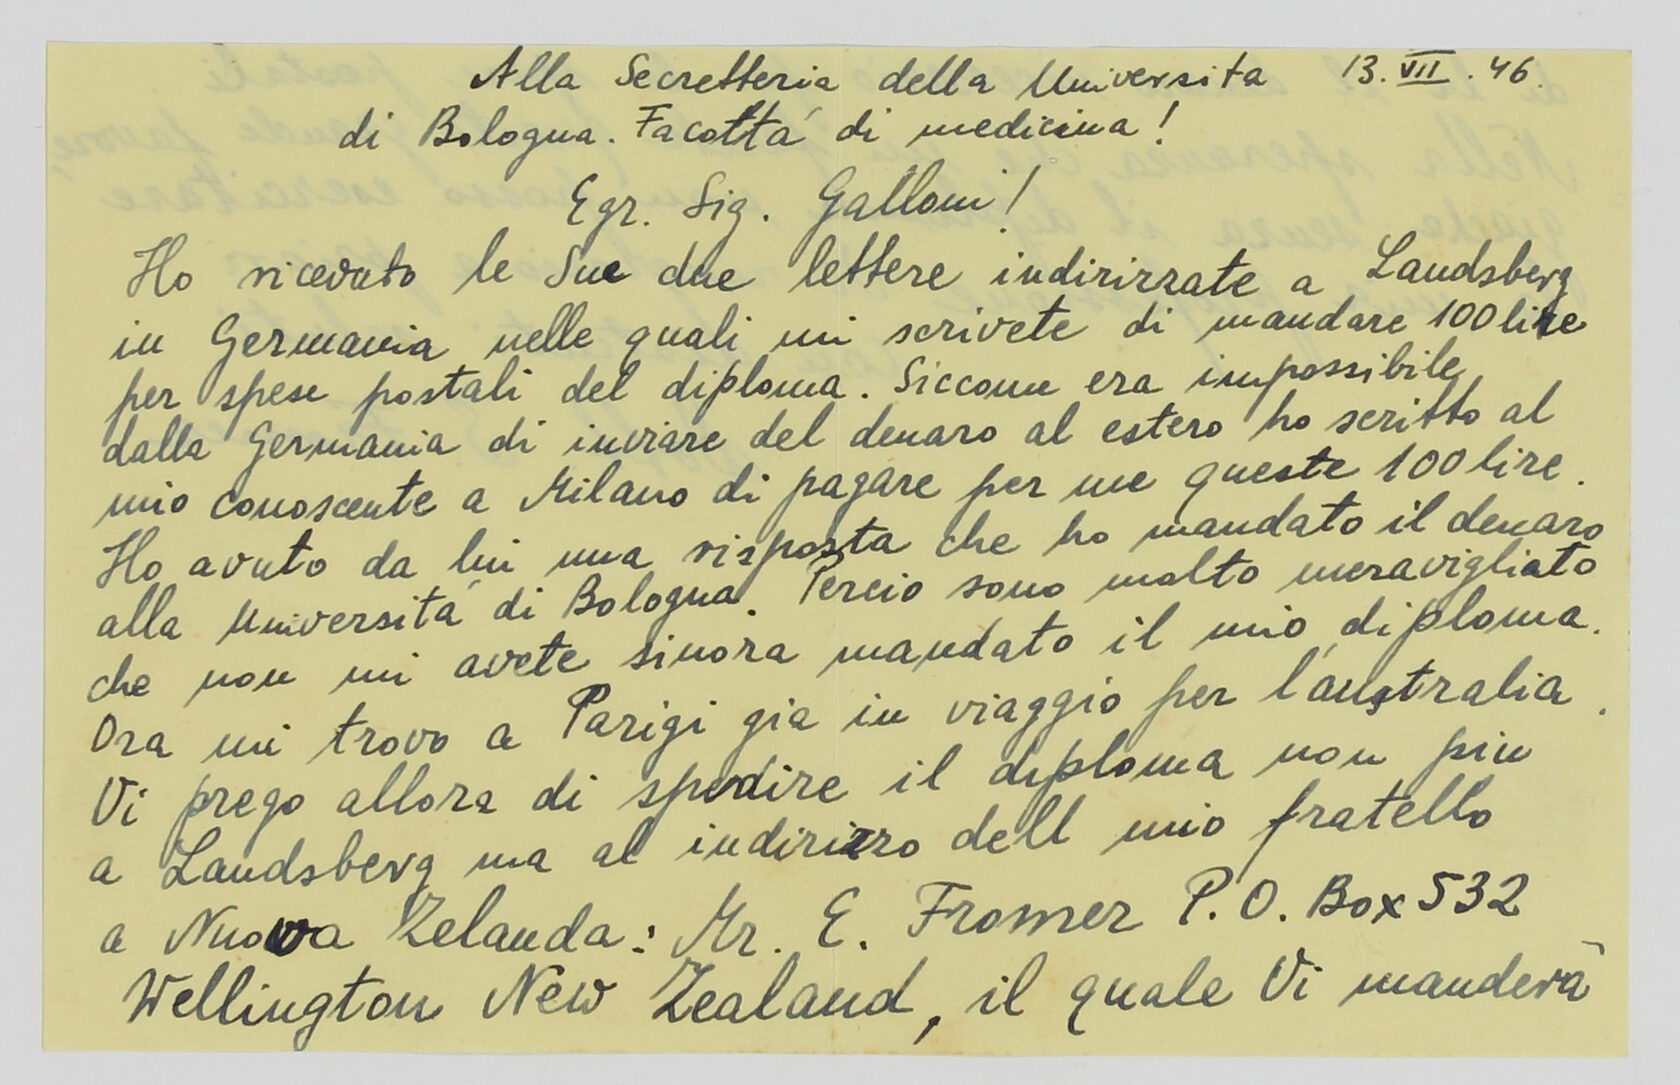 Alla Secretteria della Universita 13.VII.46.
di Bologna. Facoltá di medicina!
Egr. Sig. Galloni!
Ho ricevuto le Sue due lettere indirizzate a Landsberg
in Germania nelle quali mi scrivete di mandare 100 lire
per spese postali del diploma. Siccome era impossibile
dalla Germania di inviare del denaro al estero ho scritto al
mio conoscente a Milano di pagare per me queste 100 lire.
Ho avuto da lui una risposta che ho mandato il denaro
alla Universitá di Bologna. Percio sono molto meravigliato
che non mi avete sinora mandato il mio diploma.
Ora mi trovo a Parigi gia in viaggio per l'australia.
Vi prego allora di spedire il diploma non piu
a Landsberg ma al indirizzo dell mio fratello
a Nuova Zelanda: Mr. E. Fromer P.O. Box 532
Wellington New Zealand, il quale Vi manderà